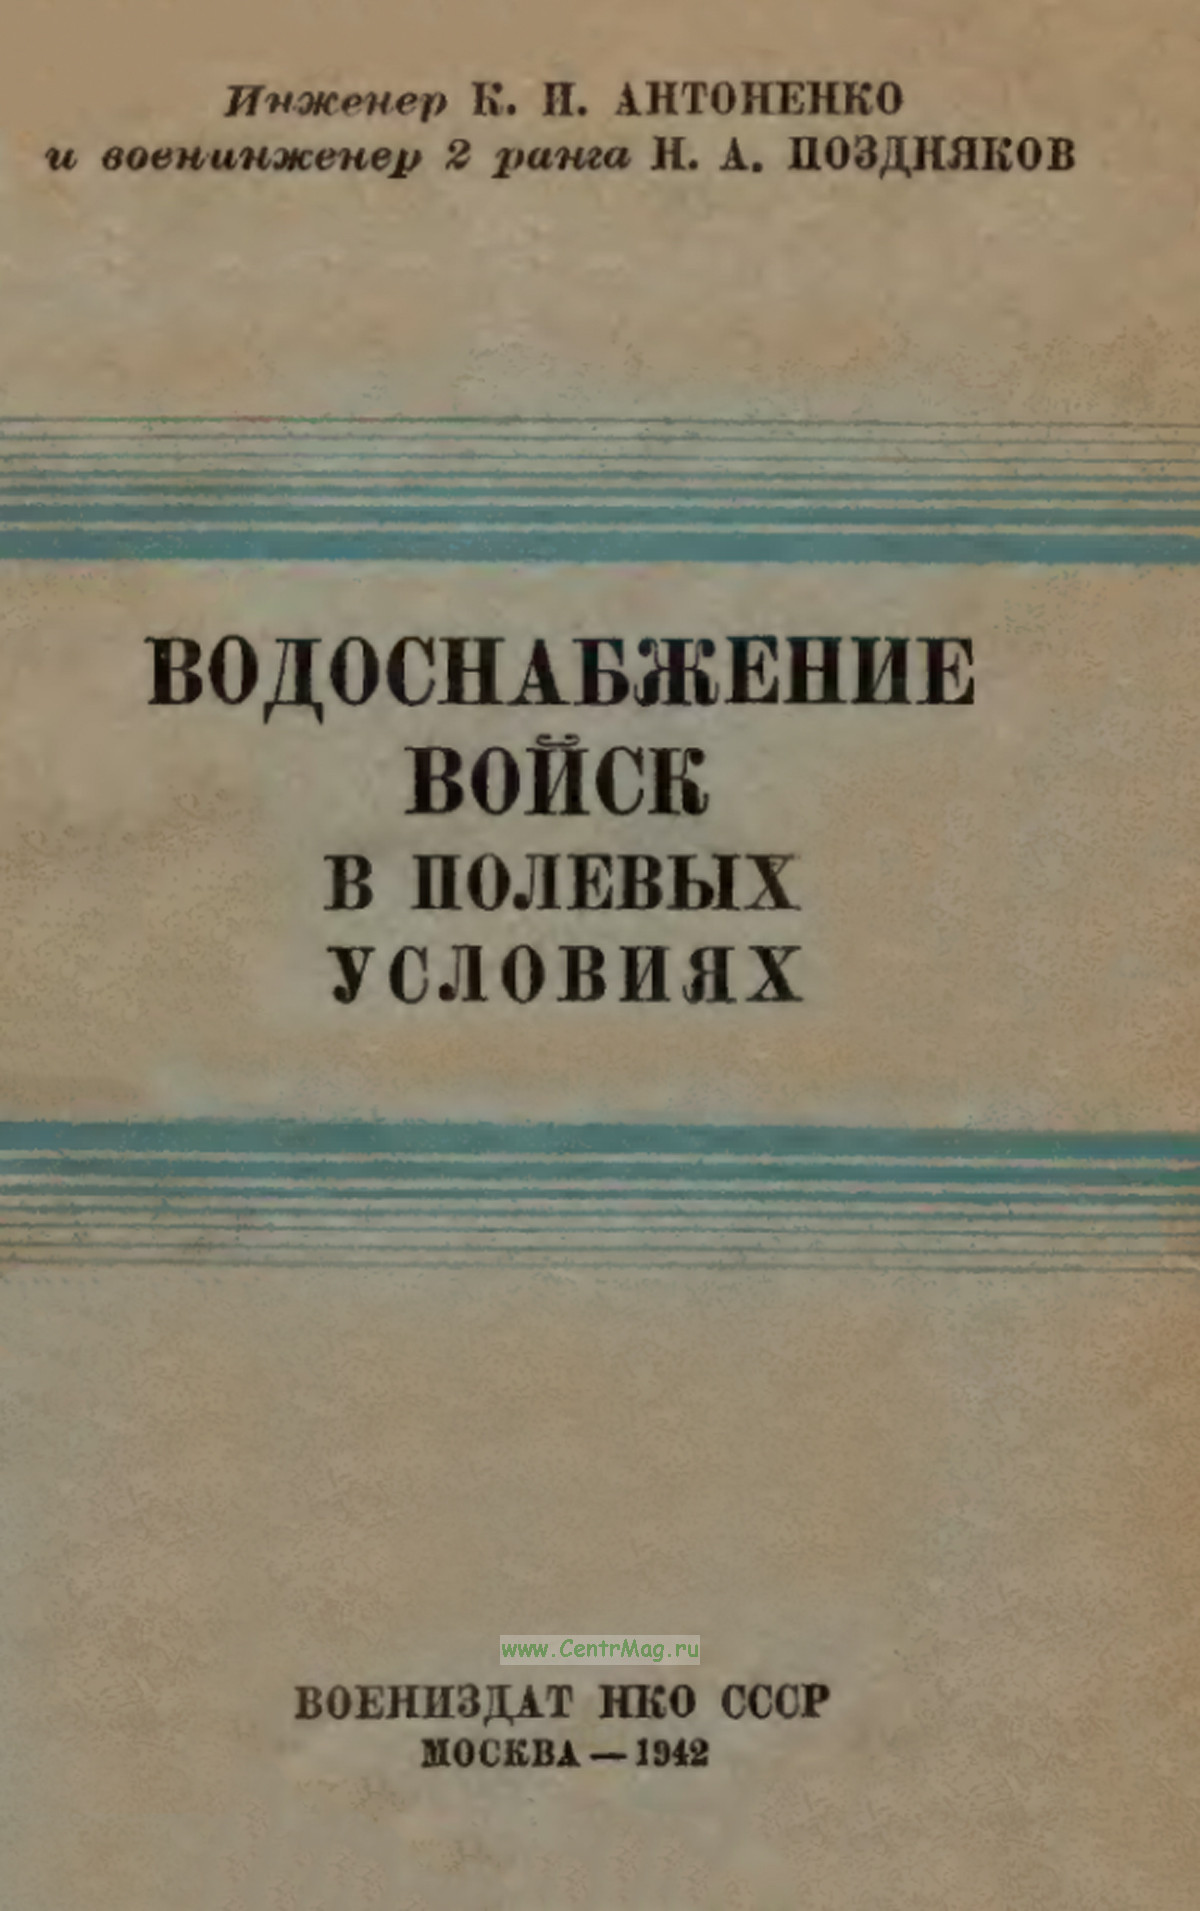 Инженер К. И. АНТОНЕНКО
и военинженер 2 ранга Н. А. ПОЗДНЯКОВ
ВОДОСНАБЖЕНИЕ
ВОЙСК
В ПОЛЕВЫХ
УСЛОВИЯХ
www.CentrMag.ru
ВОЕНИЗДАТ НКО СССР
МОСКВА — 1942